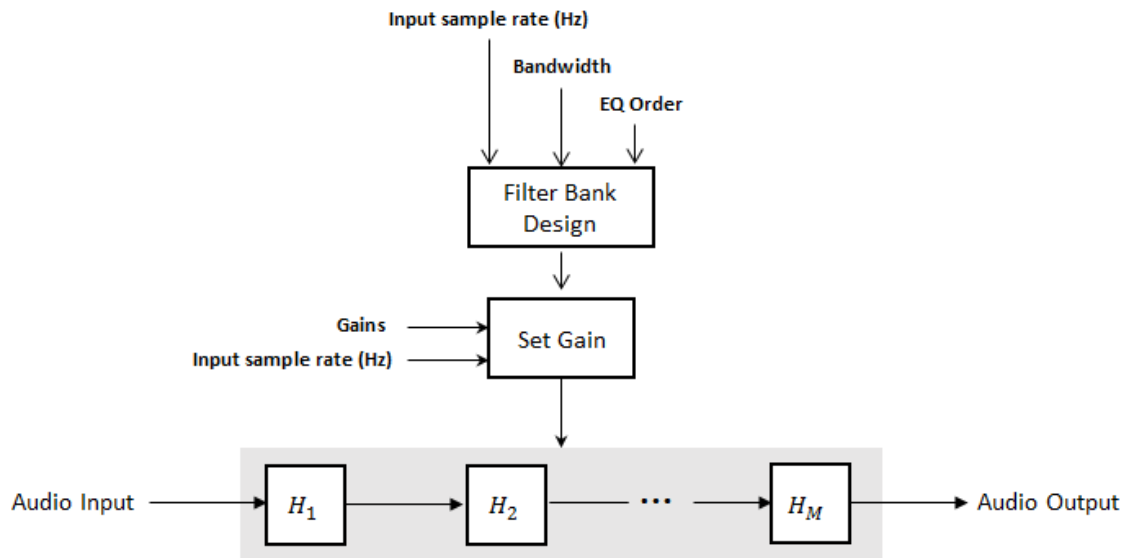 Input sample rate (Hz)
Bandwidth
EQ Order
Filter Bank
Design
Gains
Input sample rate (Hz)
Set Gain
Audio Input
H₁
H₂
...
H_M
Audio Output